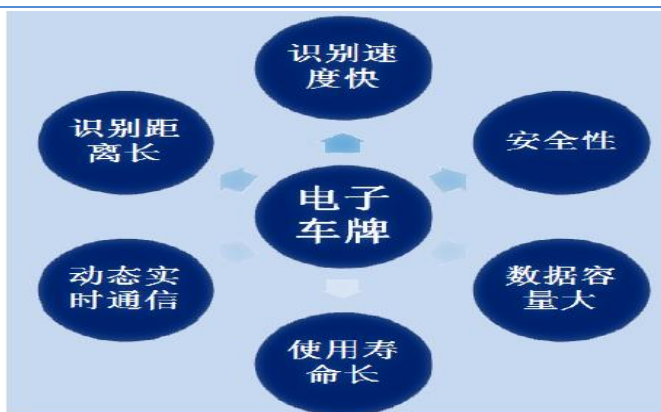 识别速
度快
识别距
离长
安全性
电子
车牌
动态实
时通信
数据容
量大
使用寿
命长